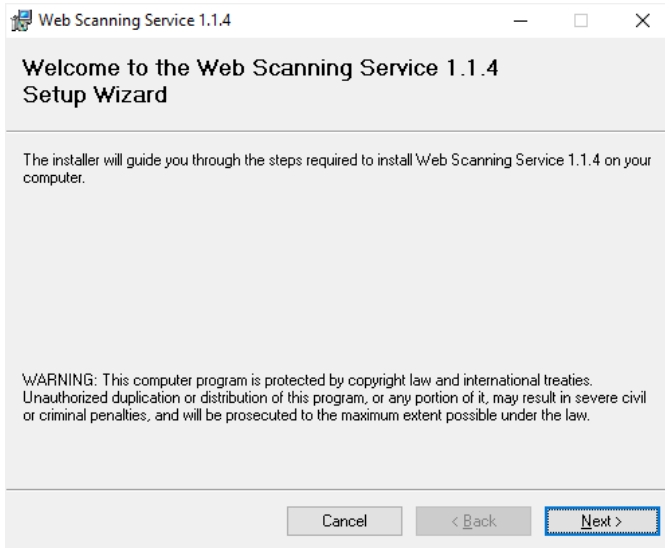 Web Scanning Service 1.1.4
Welcome to the Web Scanning Service 1.1.4
Setup Wizard
The installer will guide you through the steps required to install Web Scanning Service 1.1.4 on your
computer.
WARNING: This computer program is protected by copyright law and international treaties.
Unauthorized duplication or distribution of this program, or any portion of it, may result in severe civil
or criminal penalties, and will be prosecuted to the maximum extent possible under the law.
Cancel < Back Next >